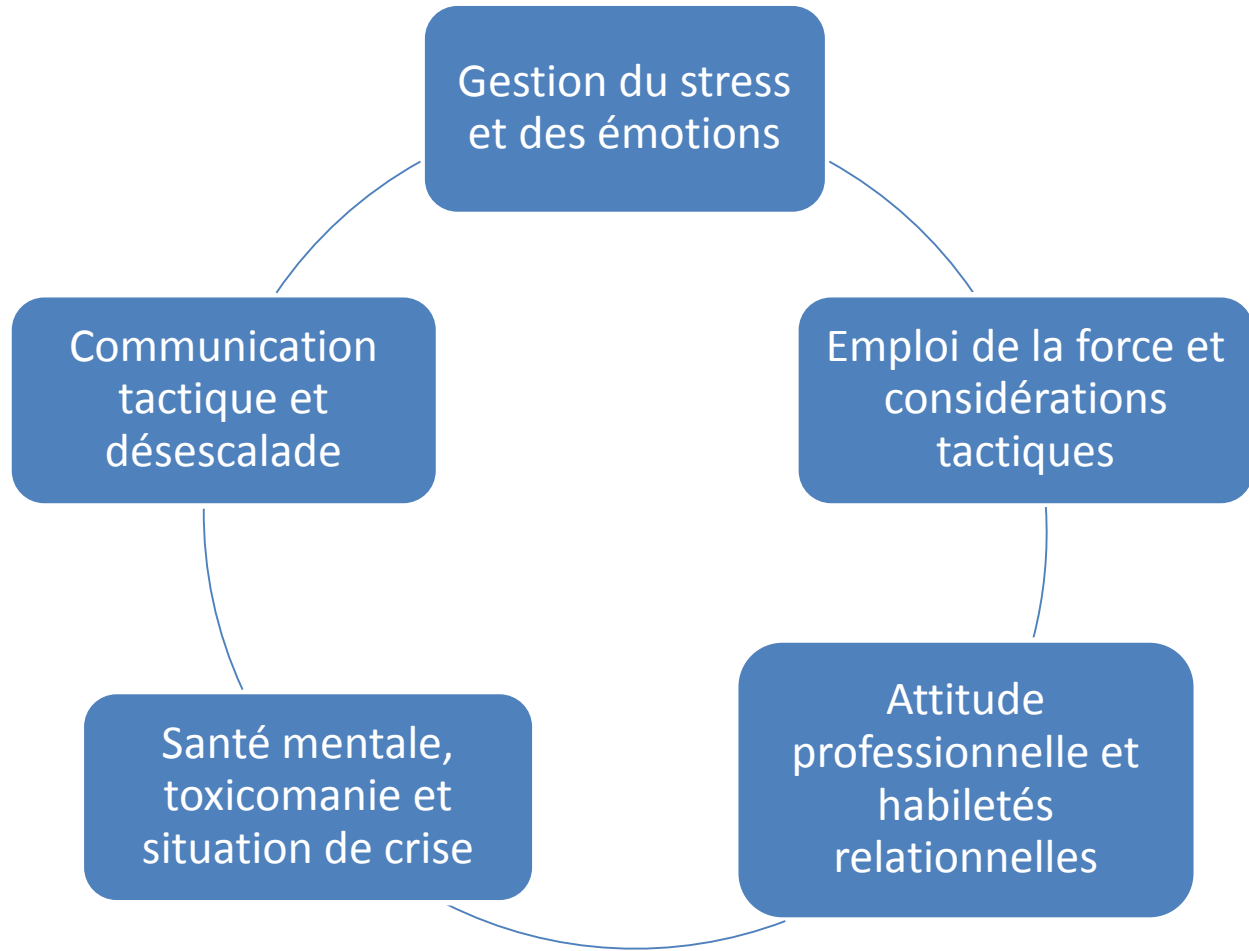 Gestion du stress
et des émotions
Communication
tactique et
désescalade
Emploi de la force et
considérations
tactiques
Santé mentale,
toxicomanie et
situation de crise
Attitude
professionnelle et
habiletés
relationnelles